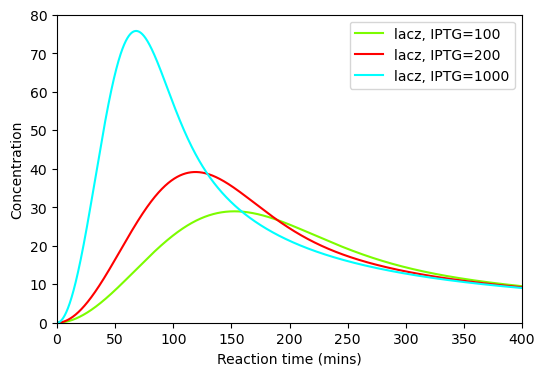 80
70
60
50
40
30
20
10
0
Concentration
lacz, IPTG=100
lacz, IPTG=200
lacz, IPTG=1000
0 50 100 150 200 250 300 350 400
Reaction time (mins)